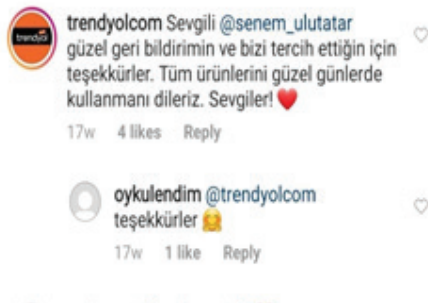 trendyol
trendyolcom Sevgili @senem_ulutatar
güzel geri bildirimin ve bizi tercih ettiğin için
teşekkürler. Tüm ürünlerini güzel günlerde
kullanmanı dileriz. Sevgiler! ❤️
17w 4 likes Reply
oykulendim @trendyolcom
teşekkürler 🤗
17w 1 like Reply